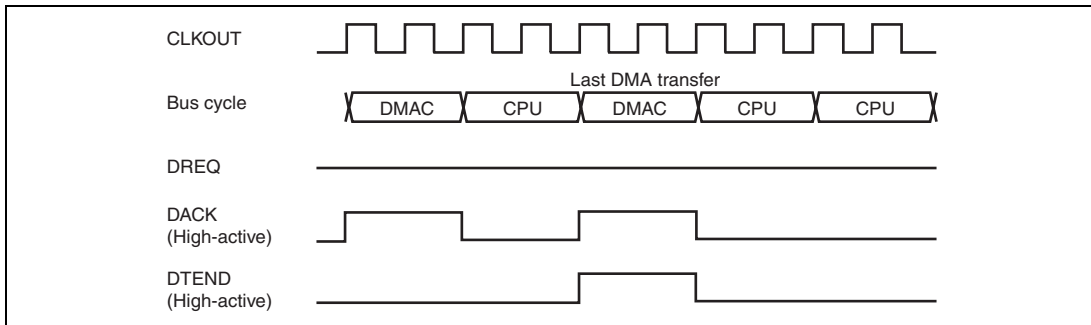 CLKOUT
Last DMA transfer
Bus cycle
DMAC CPU DMAC CPU CPU
DREQ
DACK
(High-active)
DTEND
(High-active)